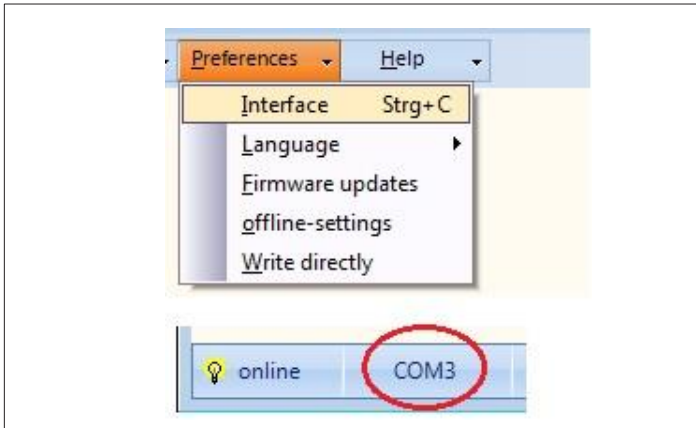 Preferences Help
Interface Strg+C
Language
Firmware updates
offline-settings
Write directly
online COM3